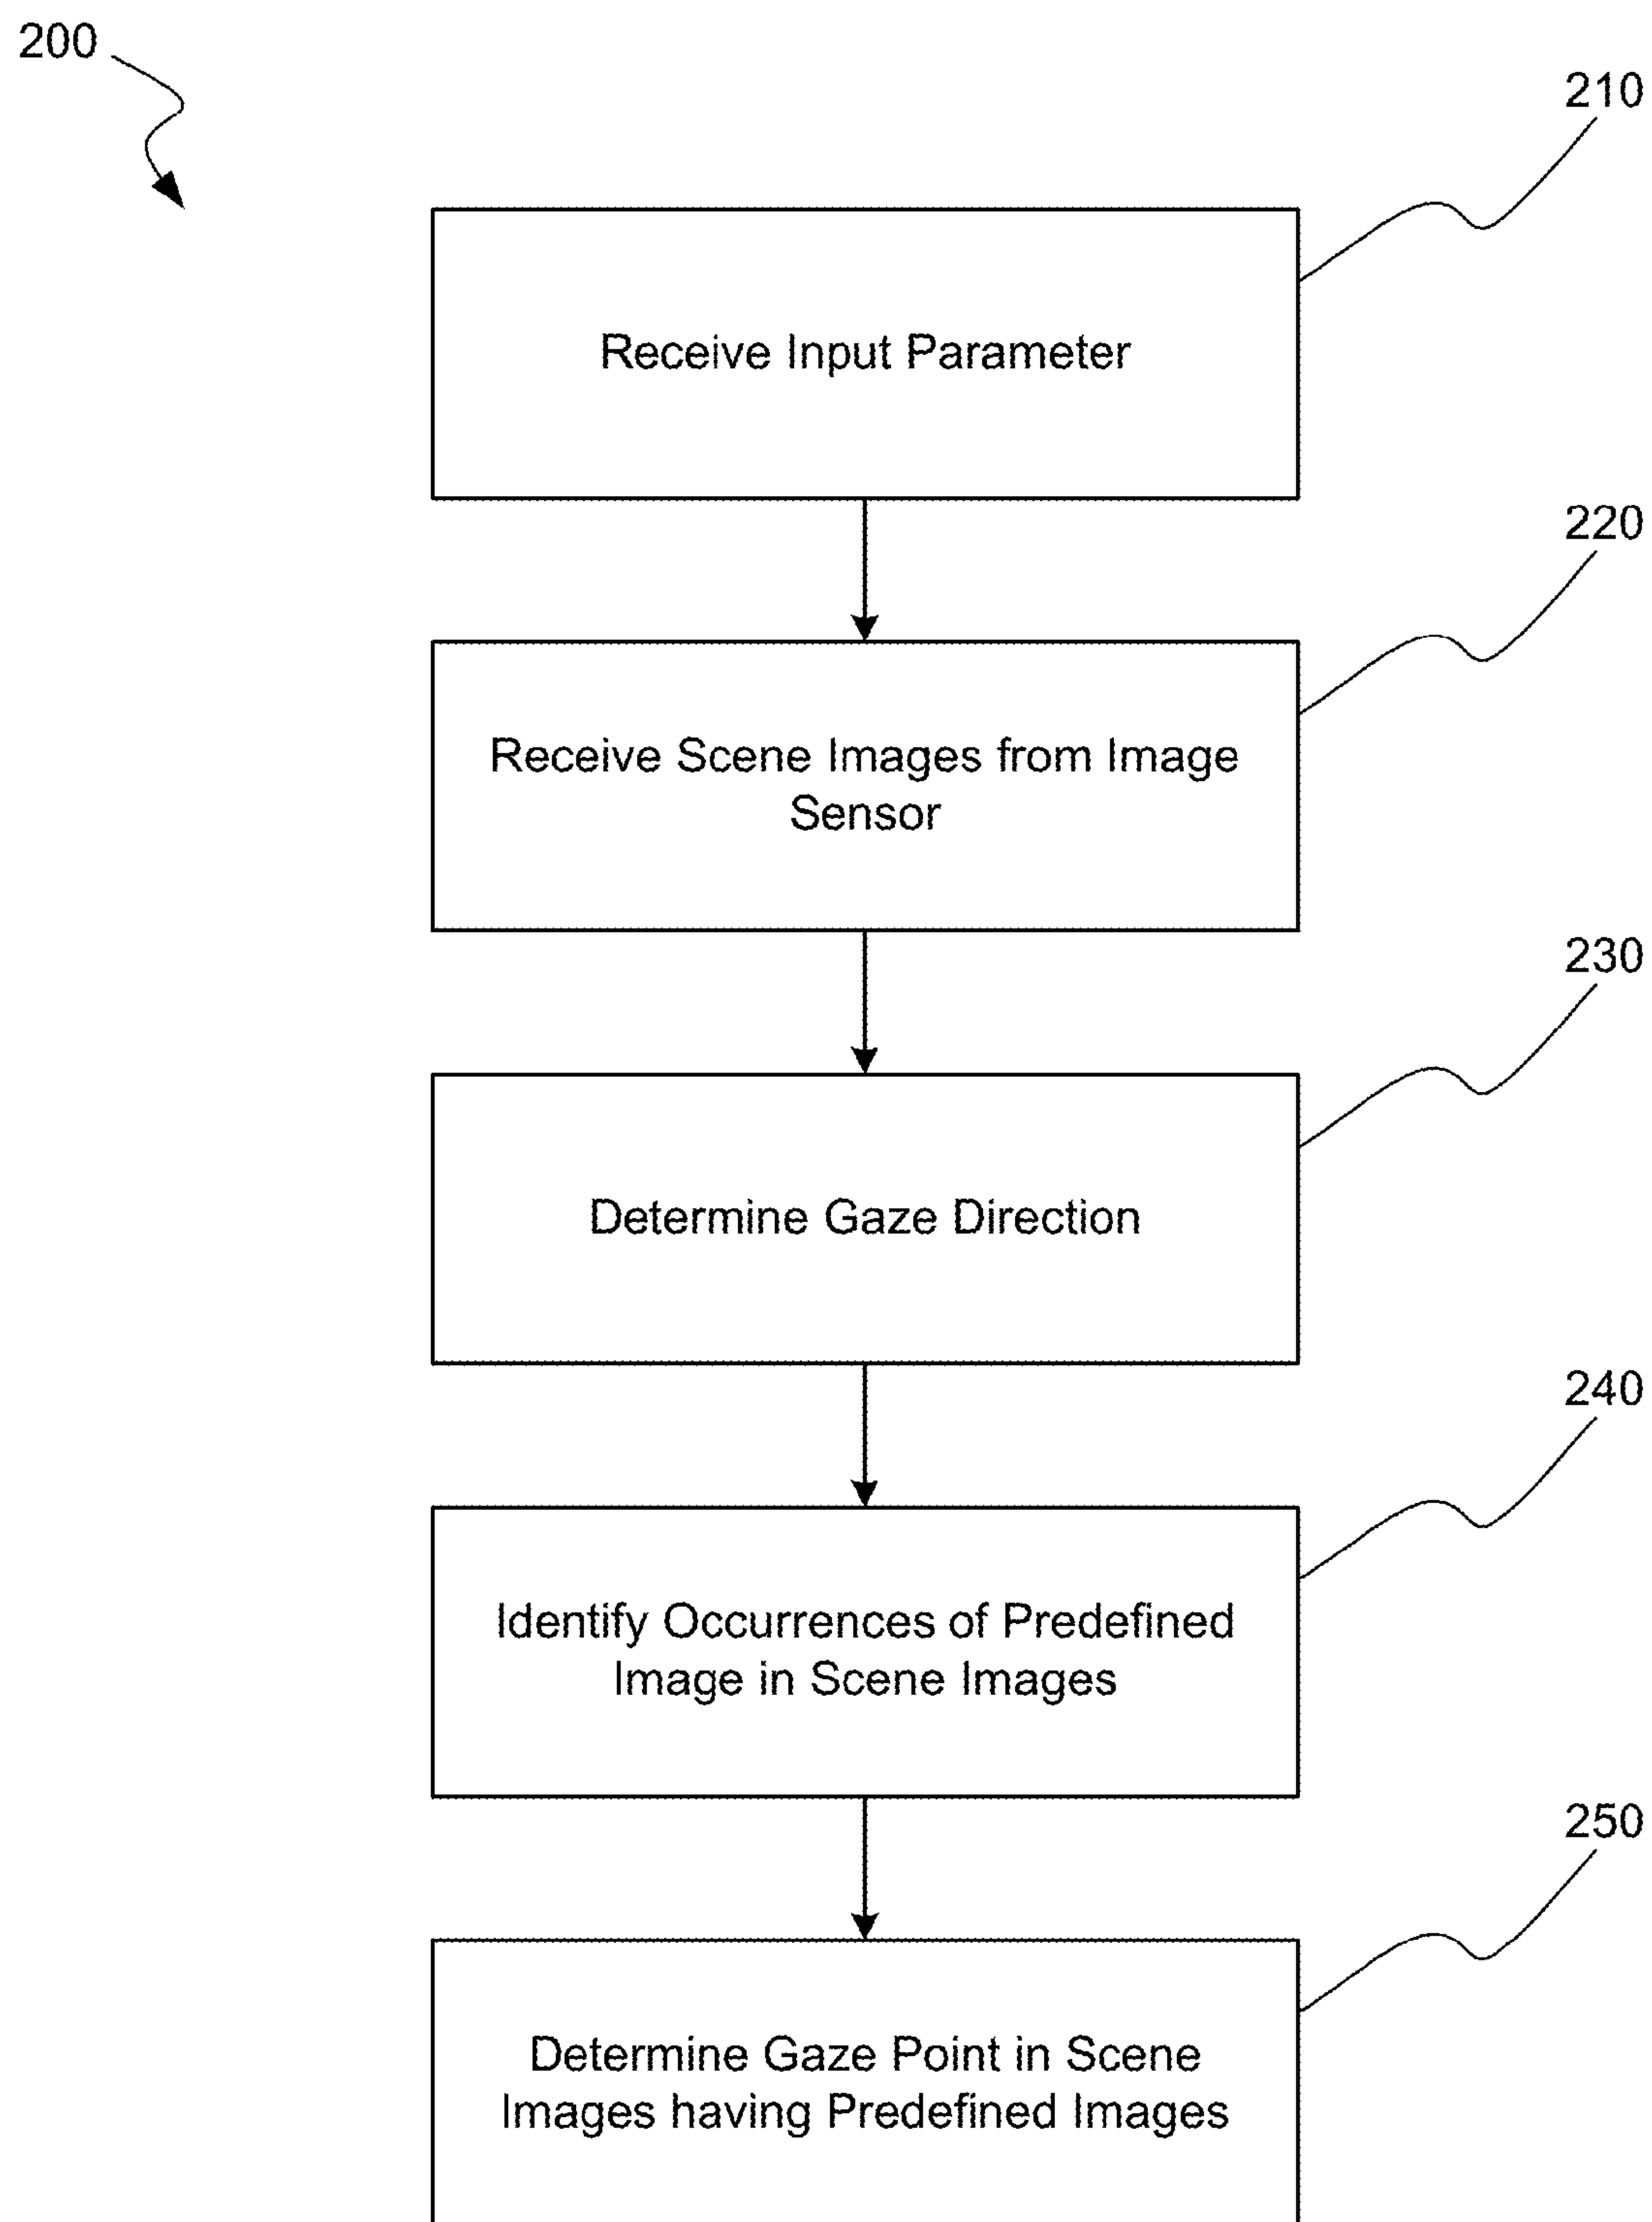 200
210
Receive Input Parameter
220
Receive Scene Images from Image
Sensor
230
Determine Gaze Direction
240
Identify Occurrences of Predefined
Image in Scene Images
250
Determine Gaze Point in Scene
Images having Predefined Images